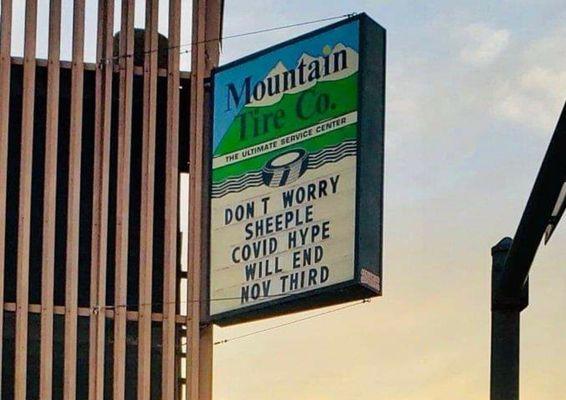 Mountain
Tire Co.
THE ULTIMATE SERVICE CENTER
DON T WORRY
SHEEPLE
COVID HYPE
WILL END
NOV THIRD